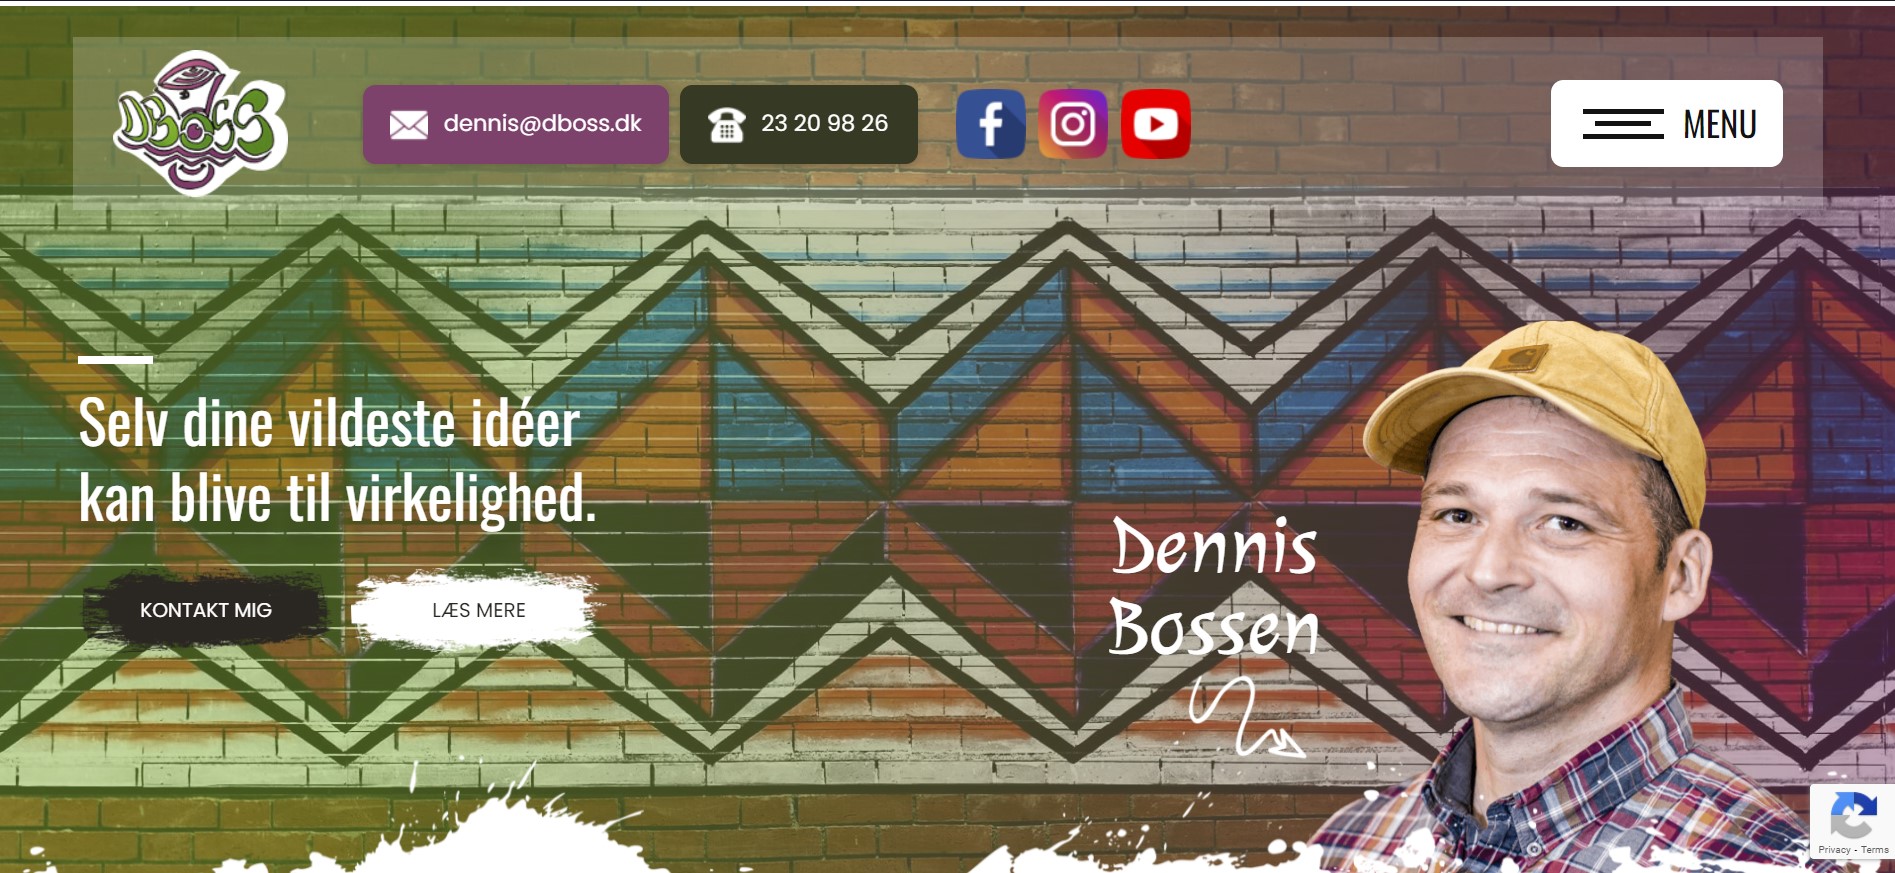 DBOSS
dennis@dboss.dk
23 20 98 26
MENU
Selv dine vildeste idéer
kan blive til virkelighed.
KONTAKT MIG
LÆS MERE
Dennis
Bossen
Privacy - Terms